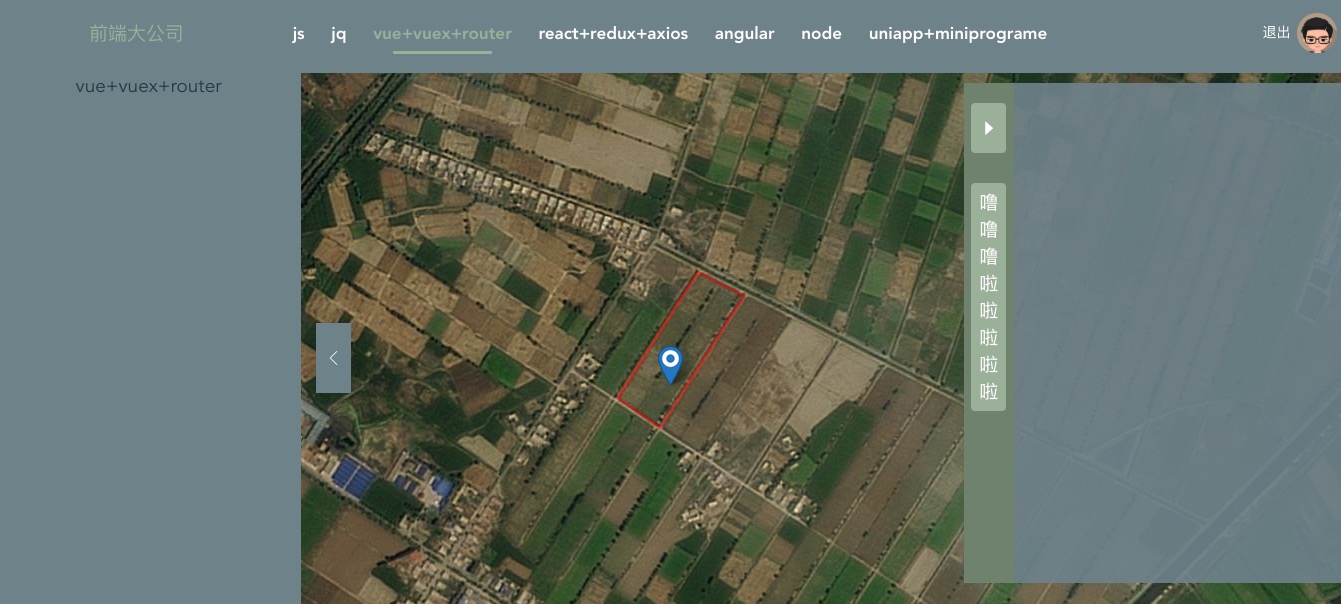 前端大公司 js jq vue+vuex+router react+redux+axios angular node uniapp+miniprograme 退出
vue+vuex+router
噜
噜
噜
啦
啦
啦
啦
啦